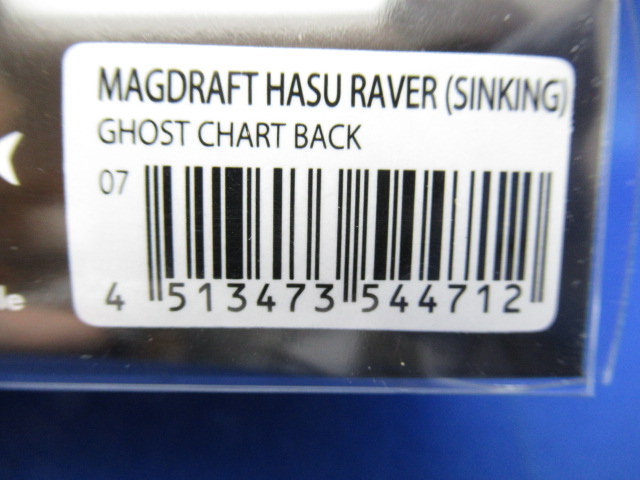 MAGDRAFT HASU RAVER (SINKING)
GHOST CHART BACK
07
4 513473 544712